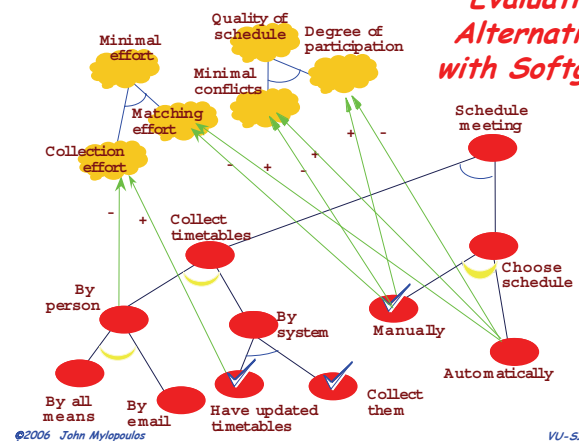 Evaluati
Alternati
with Softg
Minimal
effort
Quality of
schedule
Degree of
participation
Minimal
conflicts
Matching
effort
Collection
effort
Schedule
meeting
-
+
-
+
-
+
+
-
Collect
timetables
Choose
schedule
By
person
By
system
Manually
Automatically
By all
means
By
email
Have updated
timetables
Collect
them
©2006 John Mylopoulos
VU-S